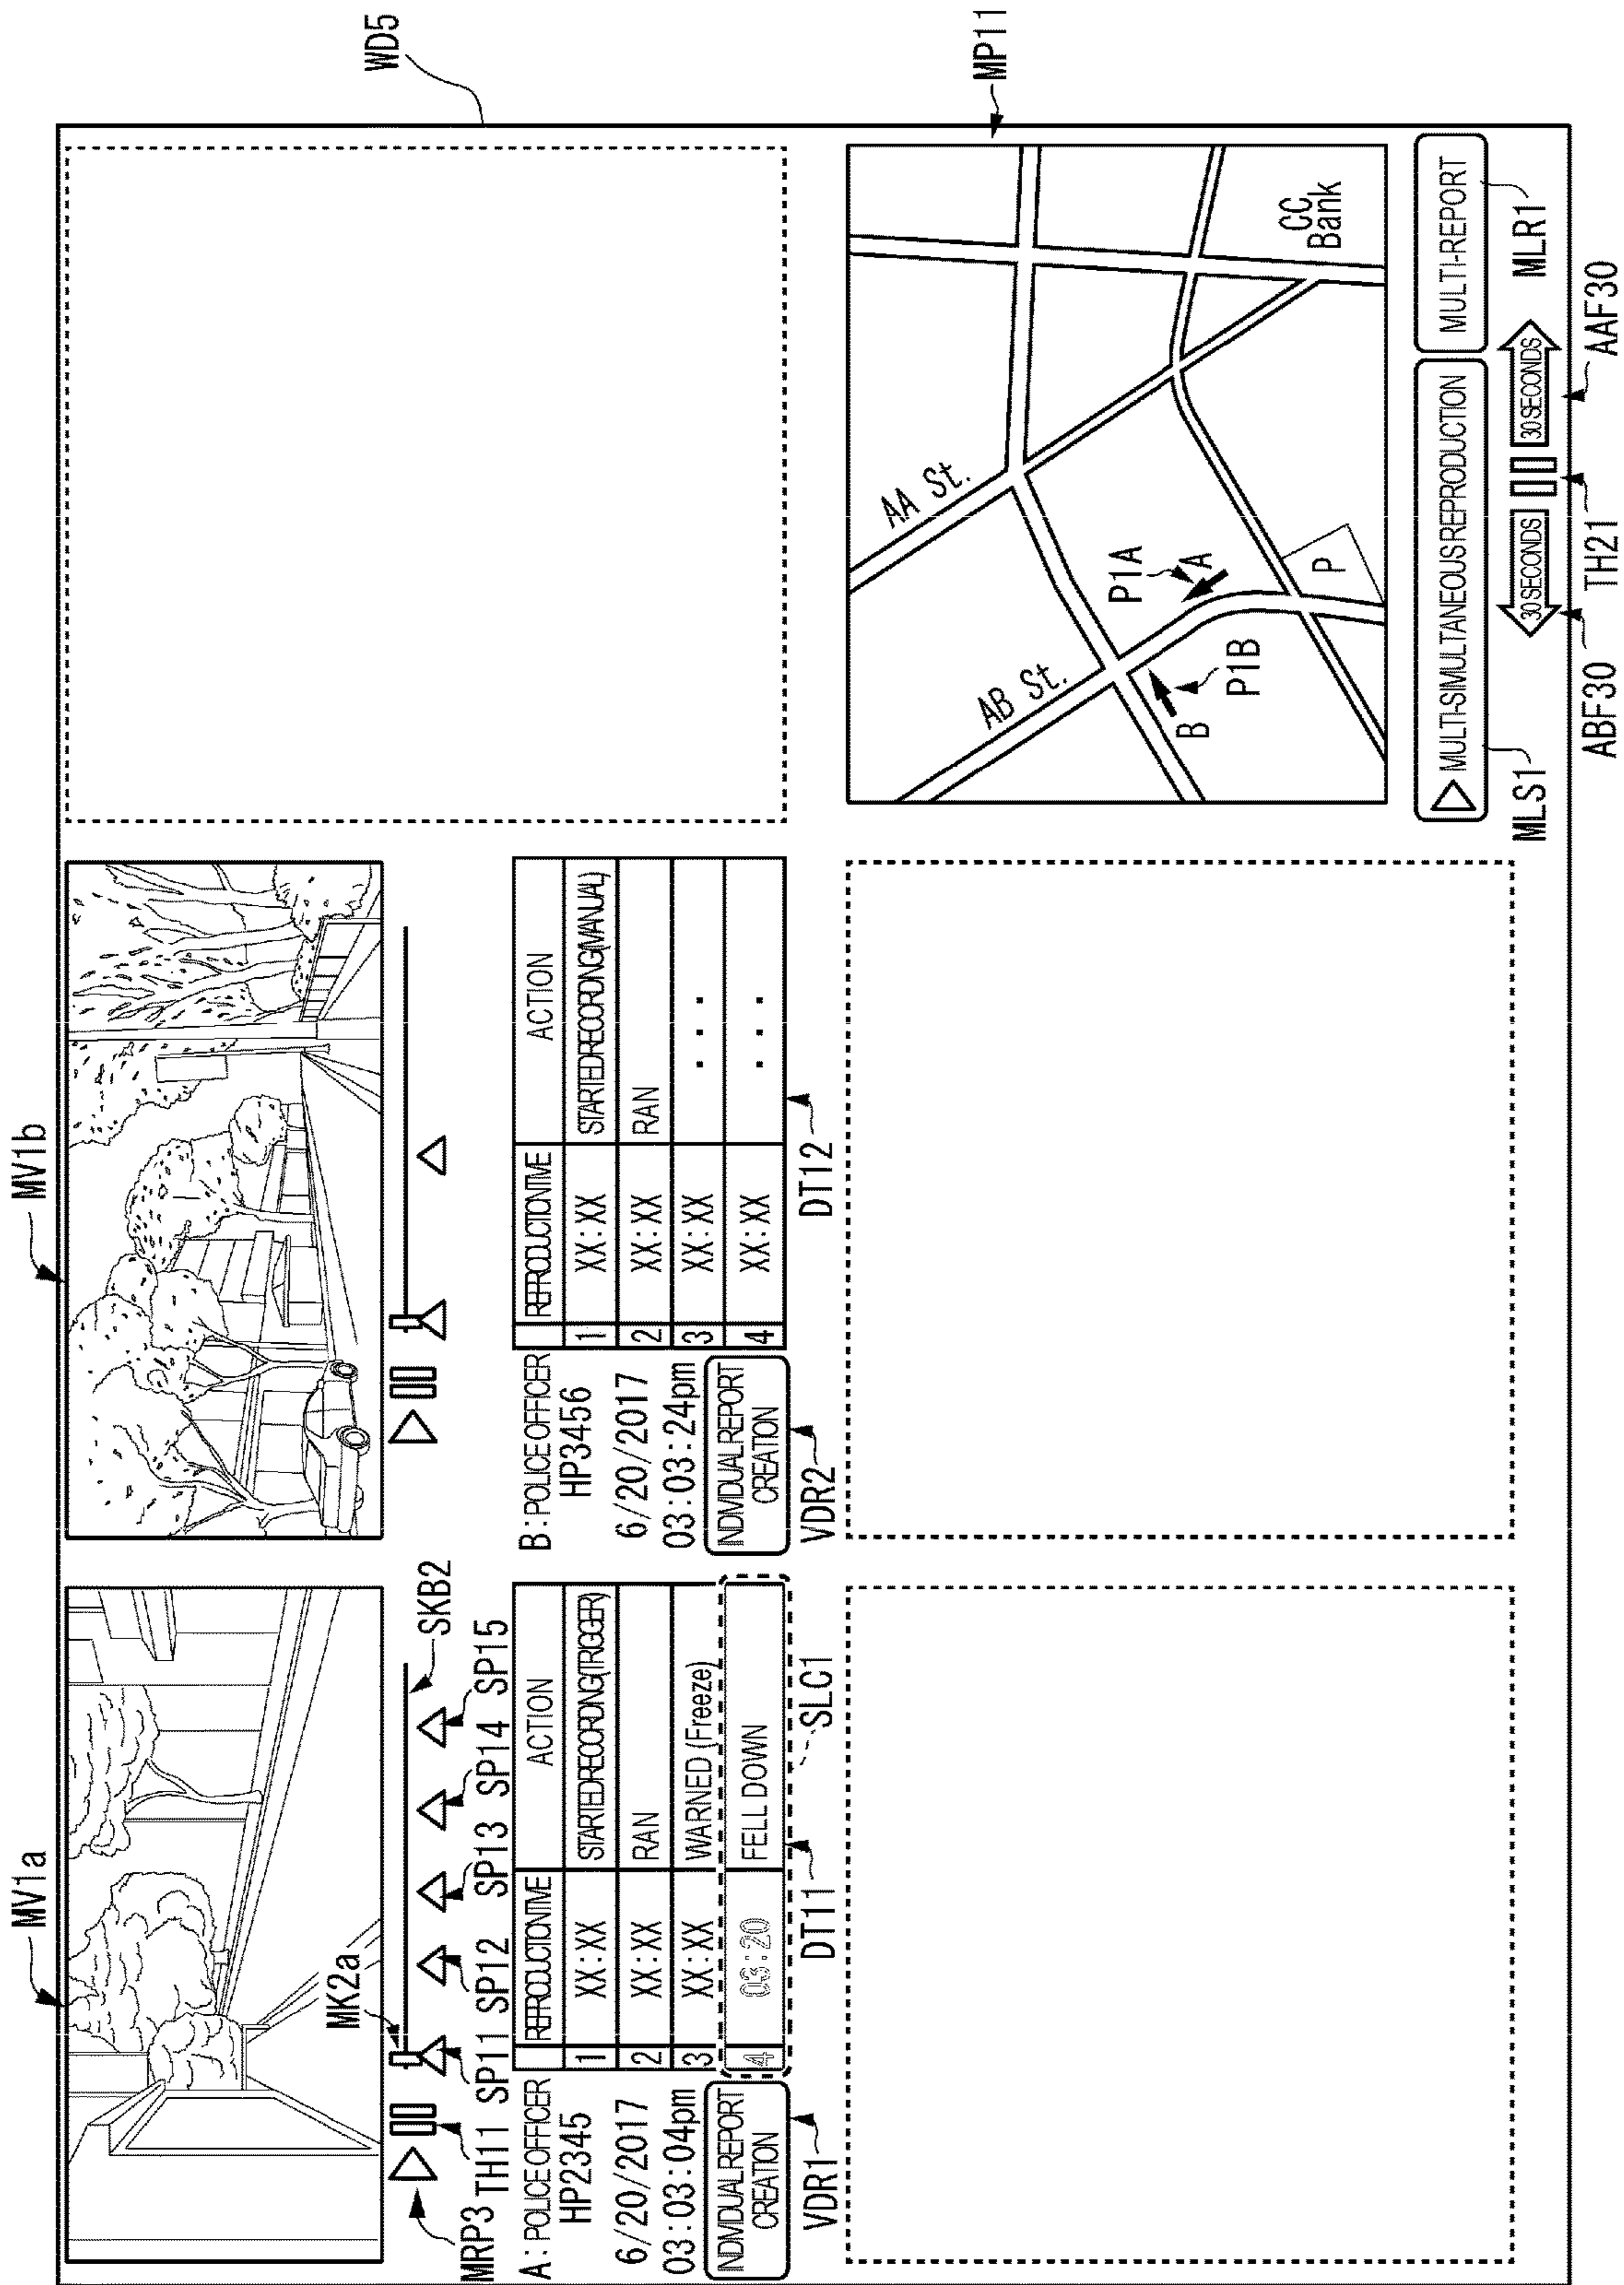 WD5
MV1a
MV1b
MK2a
SKB2
MRP3
TH11
SP11
SP12
SP13
SP14
SP15
A:POLICE OFFICER
HP2345
6/20/2017
03:03:04pm
INDIVIDUAL REPORT
CREATION
VDR1
REPRODUCTION TIME ACTION
1 XX:XX STARTED RECORDING(TRIGGER)
2 XX:XX RAN
3 XX:XX WARNED (Freeze)
4 03:20 FELL DOWN
DT11
SLC1
B:POLICE OFFICER
HP3456
6/20/2017
03:03:24pm
INDIVIDUAL REPORT
CREATION
VDR2
REPRODUCTION TIME ACTION
1 XX:XX STARTED RECORDING(MANUAL)
2 XX:XX RAN
3 XX:XX ...
4 XX:XX ...
DT12
MP11
AA St.
AB St.
CC
Bank
P1A
A
P1B
B
P
MULTI-SIMULTANEOUS REPRODUCTION
MULTI-REPORT
MLS1
30 SECONDS
30 SECONDS
MLR1
ABF30
TH21
AAF30